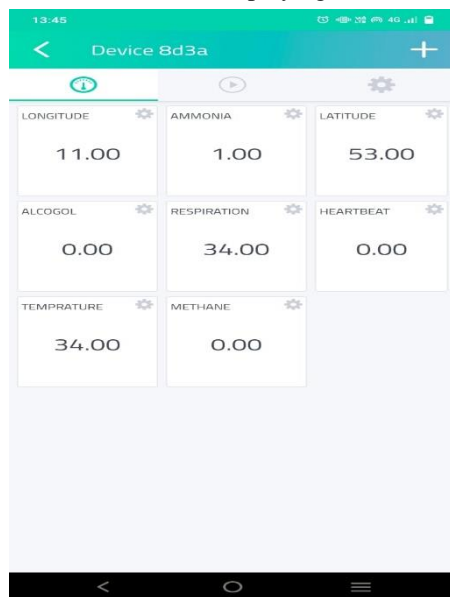 13:45 4G
Device 8d3a
LONGITUDE AMMONIA LATITUDE
11.00 1.00 53.00
ALCOGOL RESPIRATION HEARTBEAT
0.00 34.00 0.00
TEMPRATURE METHANE
34.00 0.00